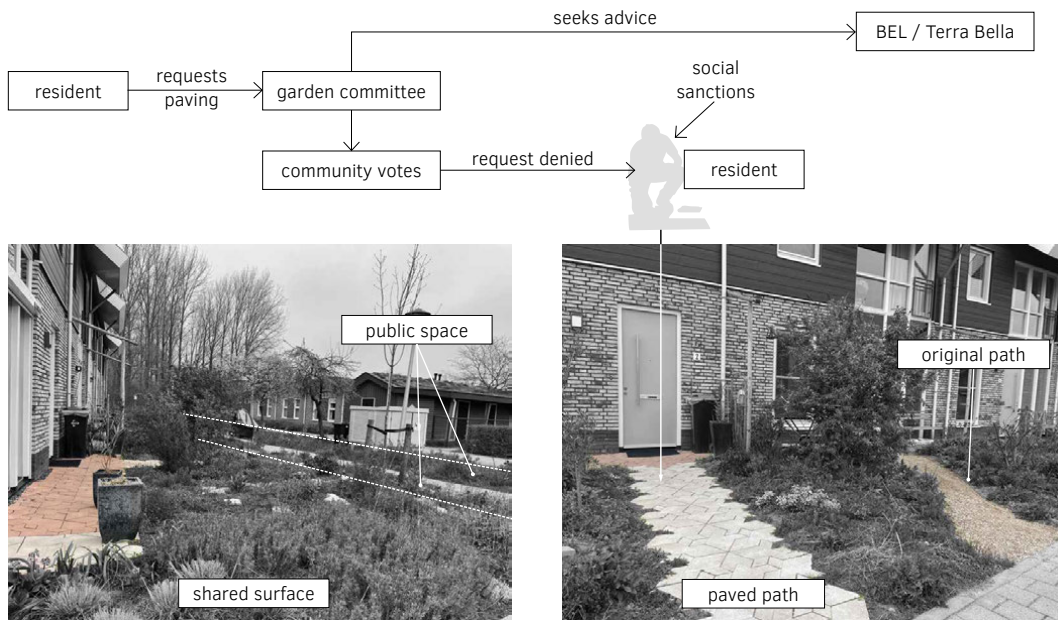 seeks advice
BEL / Terra Bella
resident
requests
paving
garden committee
social
sanctions
community votes
request denied
resident
public space
original path
shared surface
paved path